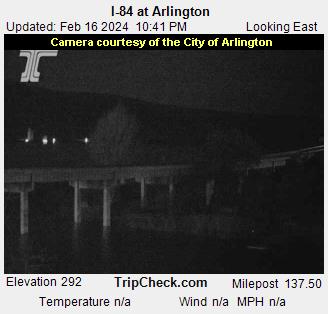 I-84 at Arlington
Updated: Feb 16 2024 10:41 PM Looking East
Camera courtesy of the City of Arlington
Elevation 292 TripCheck.com Milepost 137.50
Temperature n/a Wind n/a MPH n/a